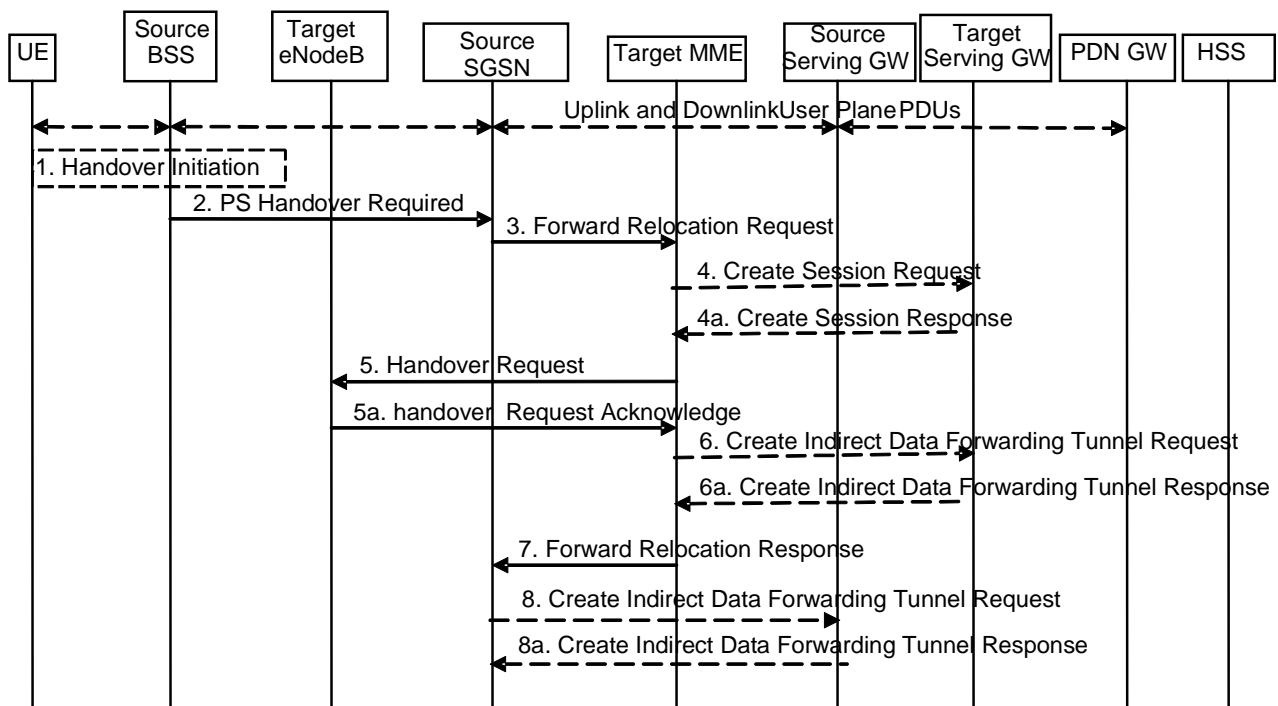 UE
Source
BSS
Target
eNodeB
Source
SGSN
Target MME
Source
Serving GW
Target
Serving GW
PDN GW
HSS
Uplink and DownlinkUser PlanePDUs
1. Handover Initiation
2. PS Handover Required
3. Forward Relocation Request
4. Create Session Request
4a. Create Session Response
5. Handover Request
5a. handover Request Acknowledge
6. Create Indirect Data Forwarding Tunnel Request
6a. Create Indirect Data Forwarding Tunnel Response
7. Forward Relocation Response
8. Create Indirect Data Forwarding Tunnel Request
8a. Create Indirect Data Forwarding Tunnel Response